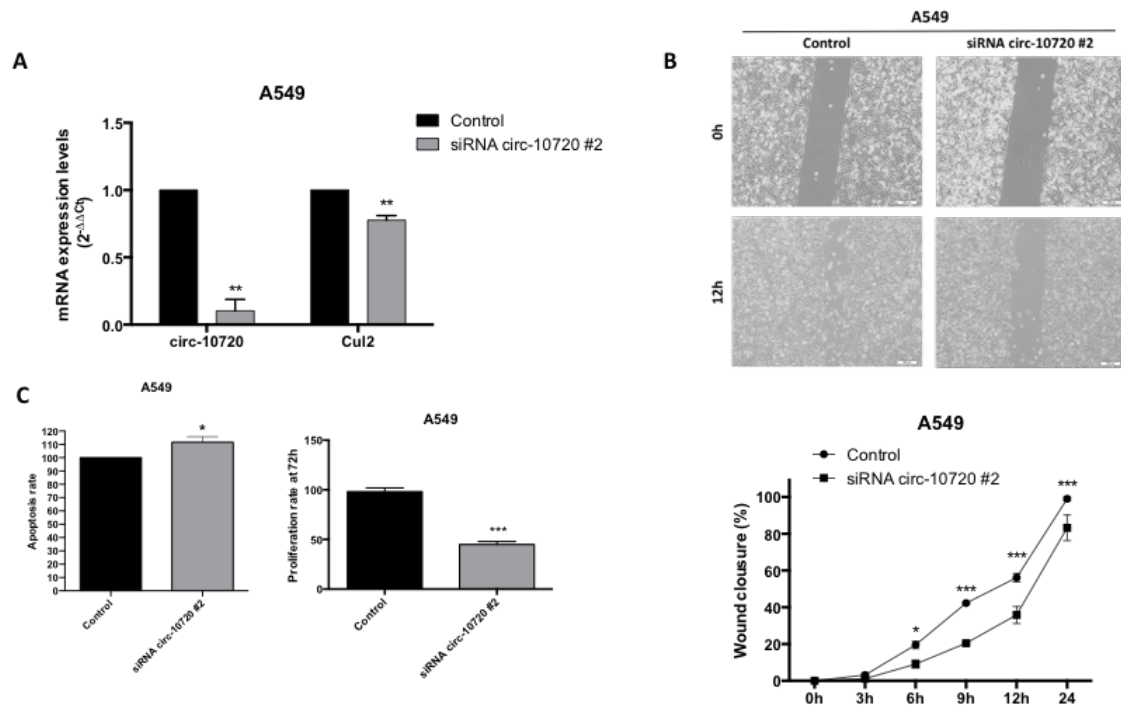 A
A549
Control
siRNA circ-10720 #2
mRNA expression levels
(2-ΔΔCt)
1.5
1.0
0.5
0.0
**
**
circ-10720
Cul2
B
A549
Control
siRNA circ-10720 #2
0h
12h
C
A549
Apoptosis rate
120
110
100
90
80
70
60
50
40
30
20
10
0
*
Control
siRNA circ-10720 #2
A549
Proliferation rate at 72h
150
100
50
0
***
Control
siRNA circ-10720 #2
A549
Control
siRNA circ-10720 #2
Wound clousure (%)
100
80
60
40
20
0
*
***
***
***
0h 3h 6h 9h 12h 24